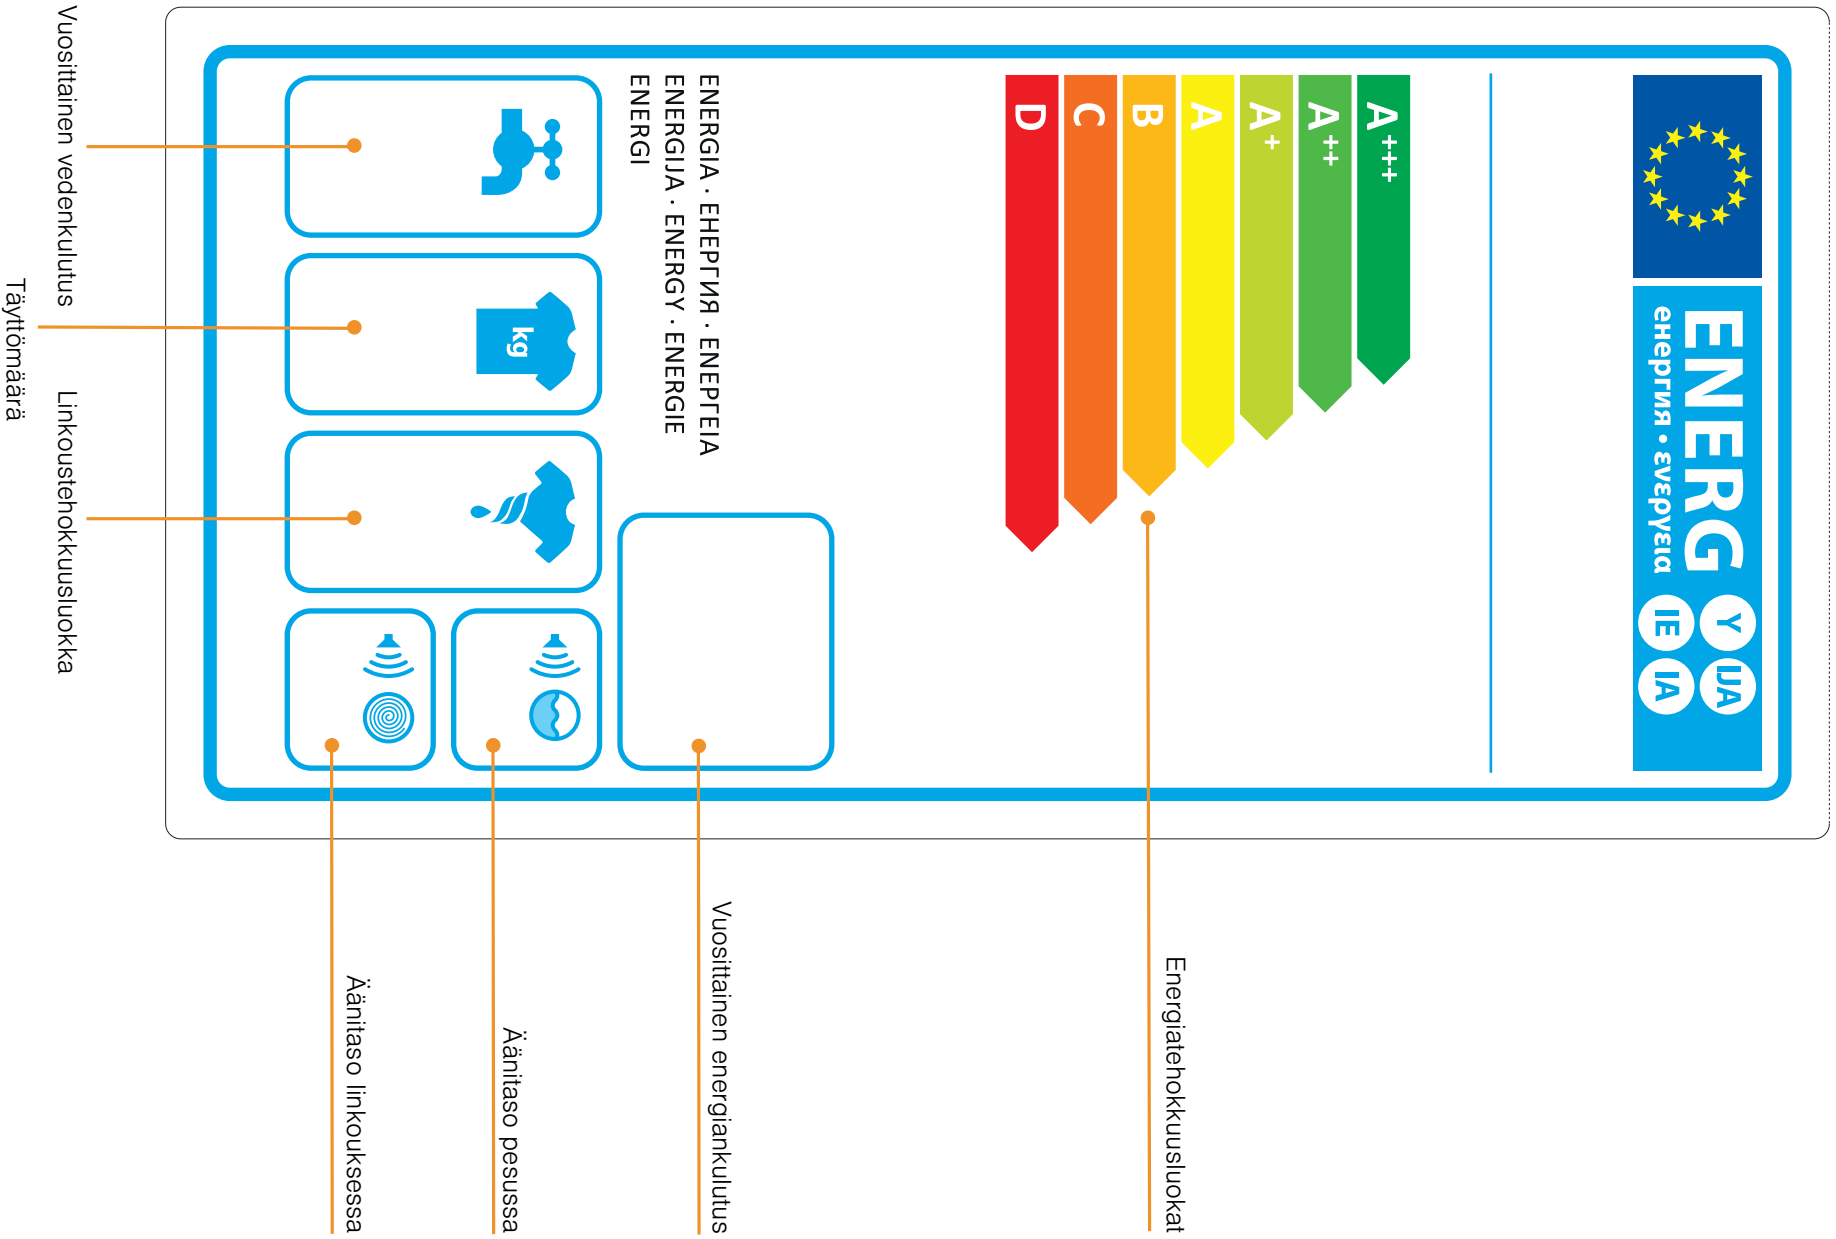 ENERG
енергия • ενεργεια
Y
IJA
IE
IA
A+++
A++
A+
A
B
C
D
Energiatehokkuusluokat
ENERGIA · ЕНЕРГИЯ · ΕΝΕΡΓΕΙΑ
ENERGIJA · ENERGY · ENERGIE
ENERGI
Vuosittainen energiankulutus
kg
Äänitaso pesussa
Äänitaso linkouksessa
Vuosittainen vedenkulutus
Linkoustehokkuusluokka
Täyttömäärä